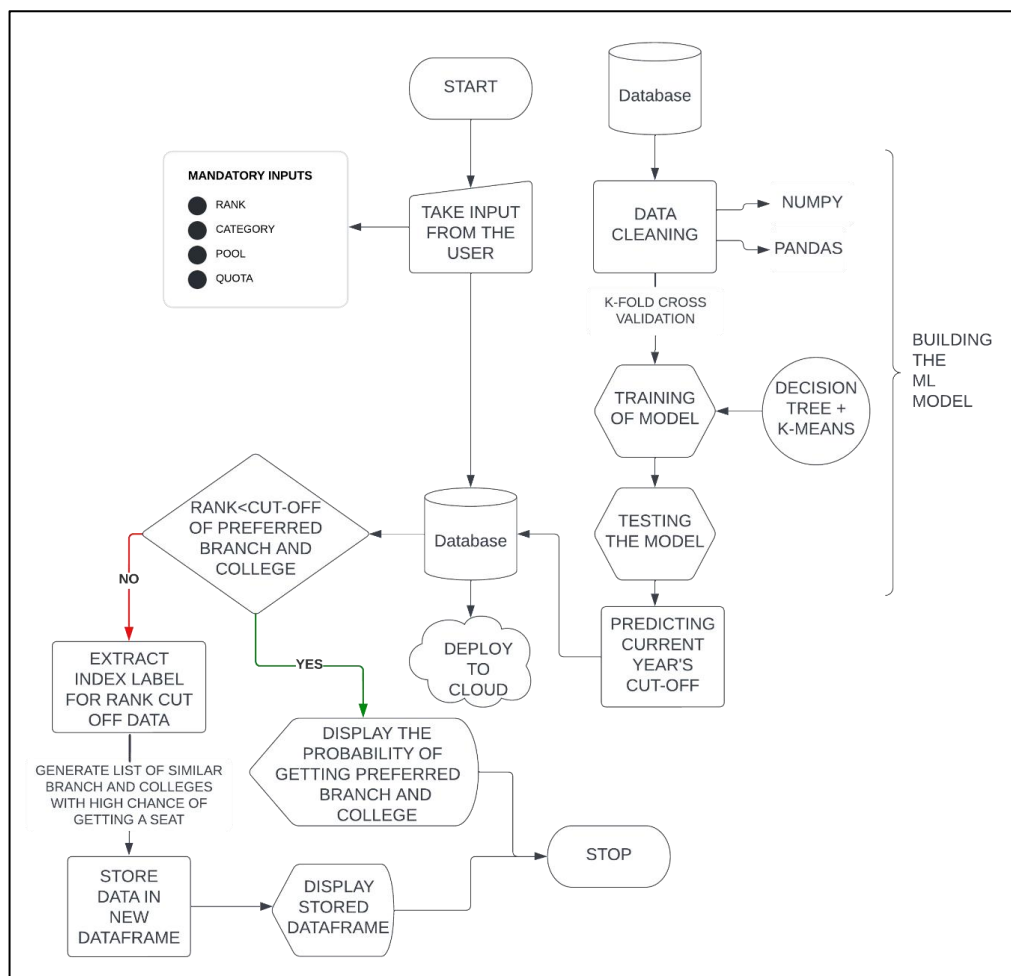 START
Database
MANDATORY INPUTS
RANK
CATEGORY
POOL
QUOTA
TAKE INPUT
FROM THE
USER
DATA
CLEANING
NUMPY
PANDAS
K-FOLD CROSS
VALIDATION
BUILDING
THE
ML
MODEL
TRAINING
OF MODEL
DECISION
TREE +
K-MEANS
RANK<CUT-OFF
OF PREFERRED
BRANCH AND
COLLEGE
Database
TESTING
THE MODEL
NO
YES
DEPLOY
TO
CLOUD
PREDICTING
CURRENT
YEAR'S
CUT-OFF
EXTRACT
INDEX LABEL
FOR RANK CUT
OFF DATA
DISPLAY THE
PROBABILITY OF
GETTING PREFERRED
BRANCH AND
COLLEGE
GENERATE LIST OF SIMILAR
BRANCH AND COLLEGES
WITH HIGH CHANCE OF
GETTING A SEAT
STOP
STORE
DATA IN
NEW
DATAFRAME
DISPLAY
STORED
DATAFRAME